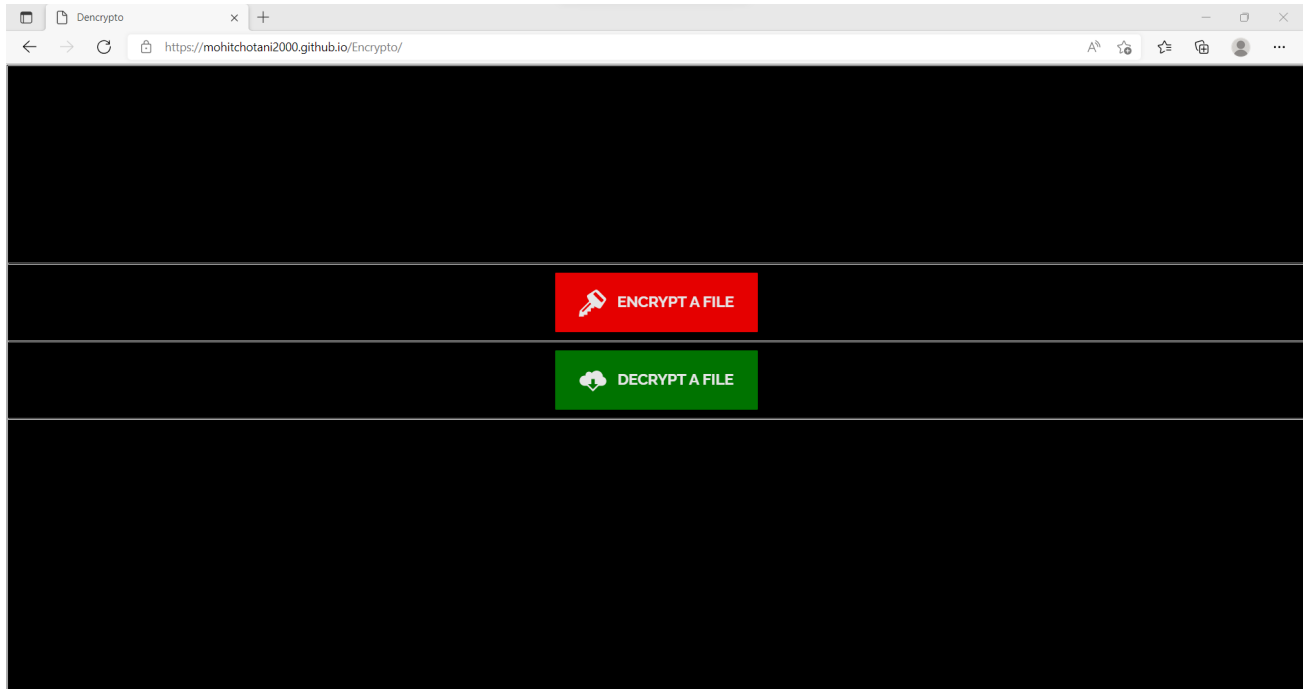 Dencrypto
https://mohitchotani2000.github.io/Encrypto/
ENCRYPT A FILE
DECRYPT A FILE